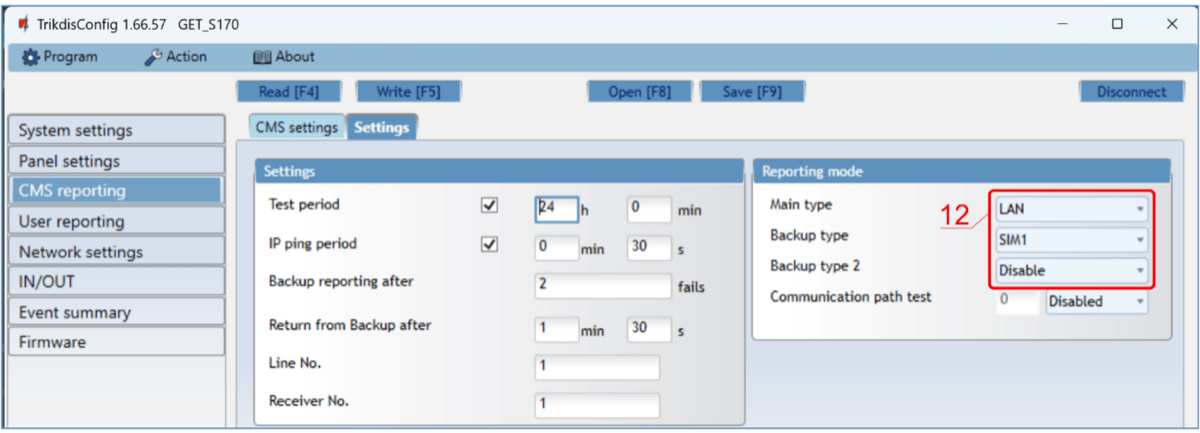 TrikdisConfig 1.66.57 GET_S170
Program Action About
Read [F4] Write [F5] Open [F8] Save [F9] Disconnect
System settings
Panel settings
CMS reporting
User reporting
Network settings
IN/OUT
Event summary
Firmware
CMS settings Settings
Settings
Test period 24 h 0 min
IP ping period 0 min 30 s
Backup reporting after 2 fails
Return from Backup after 1 min 30 s
Line No. 1
Receiver No. 1
Reporting mode
12
Main type LAN
Backup type SIM1
Backup type 2 Disable
Communication path test 0 Disabled